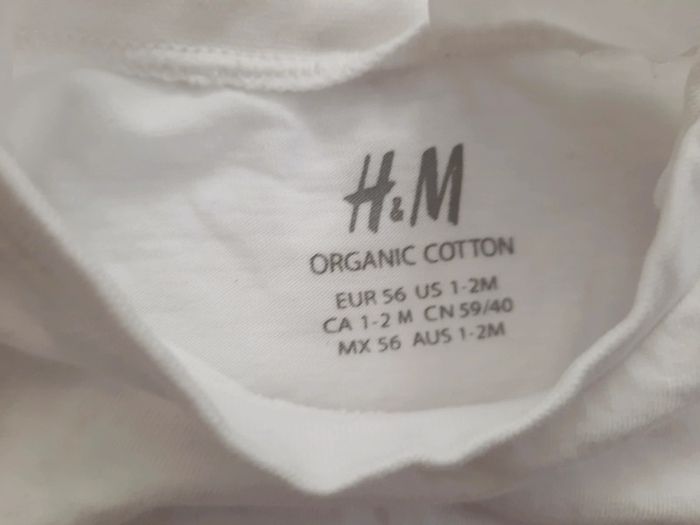 H&M
ORGANIC COTTON
EUR 56 US 1-2M
CA 1-2 M CN 59/40
MX 56 AUS 1-2M